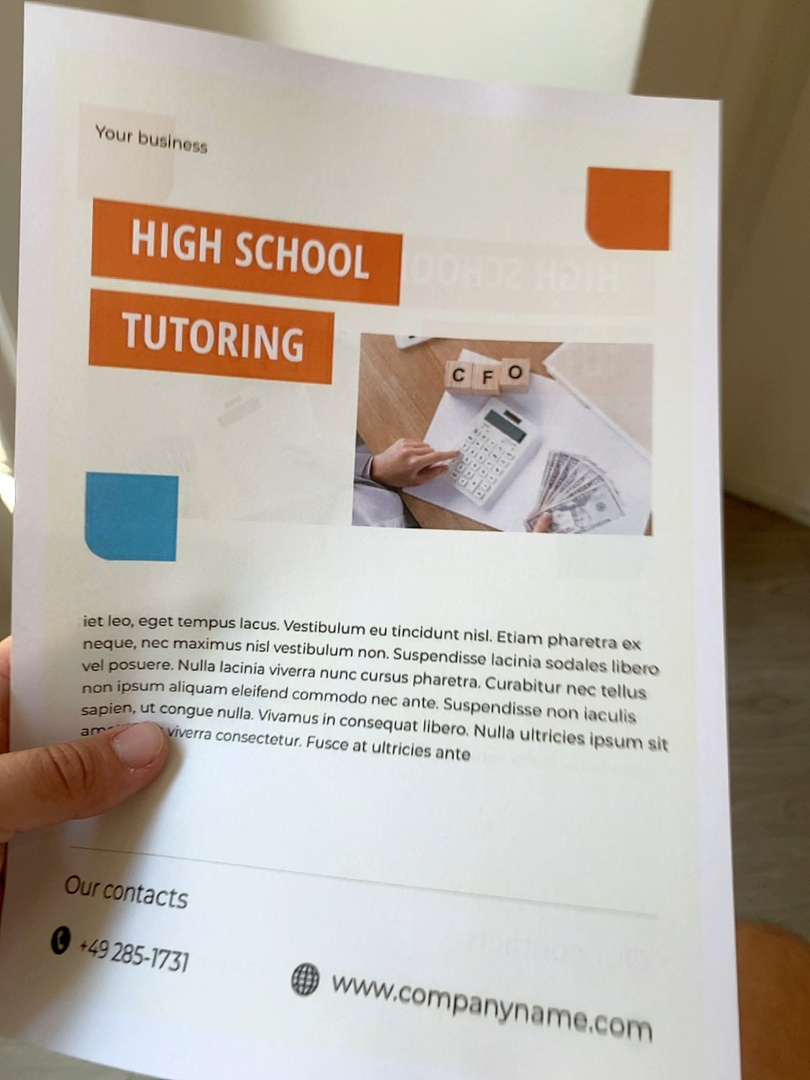 Your business
HIGH SCHOOL
TUTORING
C F O
iet leo, eget tempus lacus. Vestibulum eu tincidunt nisl. Etiam pharetra ex
neque, nec maximus nisl vestibulum non. Suspendisse lacinia sodales libero
vel posuere. Nulla lacinia viverra nunc cursus pharetra. Curabitur nec tellus
non ipsum aliquam eleifend commodo nec ante. Suspendisse non iaculis
sapien, ut congue nulla. Vivamus in consequat libero. Nulla ultricies ipsum sit
viverra consectetur. Fusce at ultricies ante
Our contacts
+49 285-1731
www.companyname.com